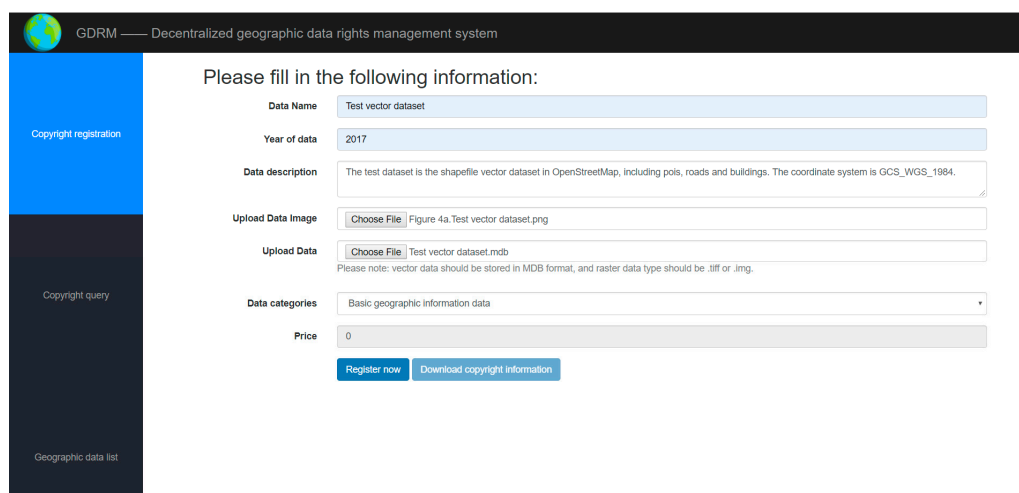 GDRM —— Decentralized geographic data rights management system
Copyright registration
Copyright query
Geographic data list
Please fill in the following information:
Data Name Test vector dataset
Year of data 2017
Data description The test dataset is the shapefile vector dataset in OpenStreetMap, including pois, roads and buildings. The coordinate system is GCS_WGS_1984.
Upload Data Image Choose File Figure 4a.Test vector dataset.png
Upload Data Choose File Test vector dataset.mdb
Please note: vector data should be stored in MDB format, and raster data type should be .tiff or .img.
Data categories Basic geographic information data
Price 0
Register now Download copyright information